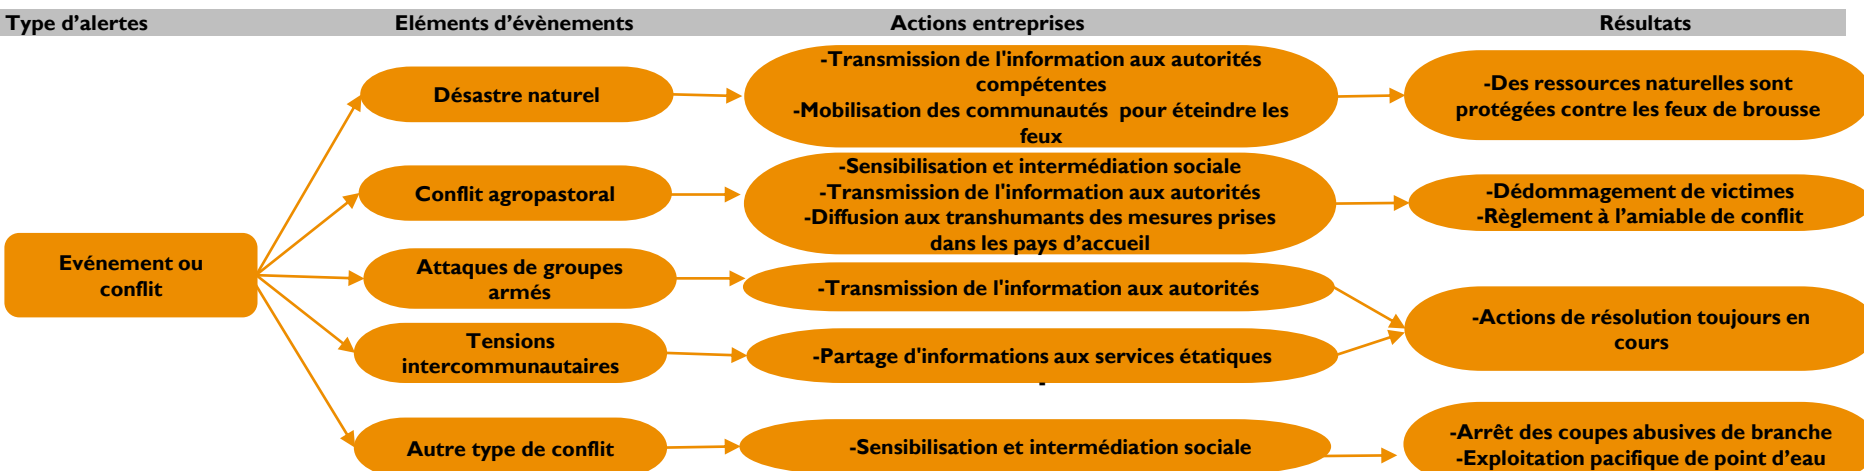 Type d'alertes Eléments d'évènements Actions entreprises Résultats
Désastre naturel
-Transmission de l'information aux autorités
compétentes
-Mobilisation des communautés pour éteindre les
feux
-Des ressources naturelles sont
protégées contre les feux de brousse
Conflit agropastoral
-Sensibilisation et intermédiation sociale
-Transmission de l'information aux autorités
-Diffusion aux transhumants des mesures prises
dans les pays d'accueil
-Dédommagement de victimes
-Règlement à l'amiable de conflit
Evénement ou
conflit
Attaques de groupes
armés
-Transmission de l'information aux autorités
-Actions de résolution toujours en
cours
Tensions
intercommunautaires
-Partage d'informations aux services étatiques
-
Autre type de conflit
-Sensibilisation et intermédiation sociale
-Arrêt des coupes abusives de branche
-Exploitation pacifique de point d'eau